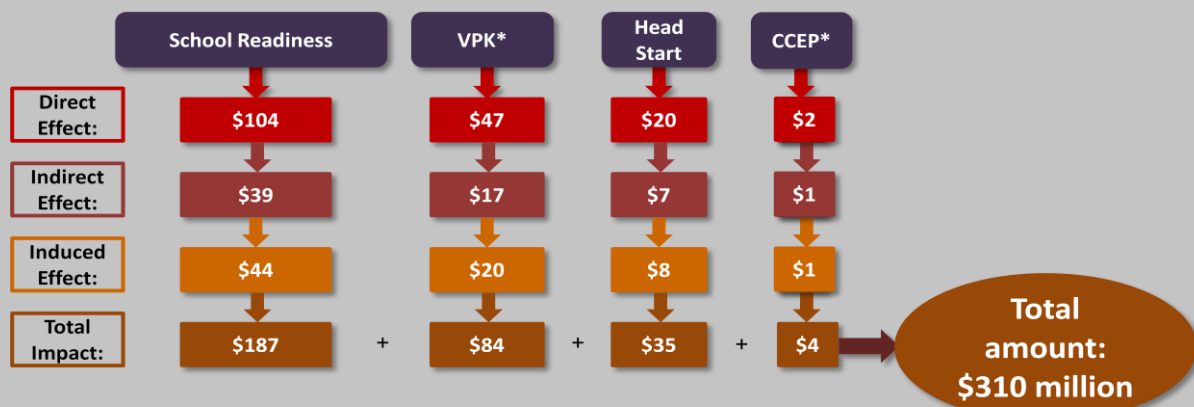 School Readiness
VPK*
Head
Start
CCEP*
Direct
Effect:
$104
$47
$20
$2
Indirect
Effect:
$39
$17
$7
$1
Induced
Effect:
$44
$20
$8
$1
Total
Impact:
$187
+
$84
+
$35
+
$4
Total
amount:
$310 million